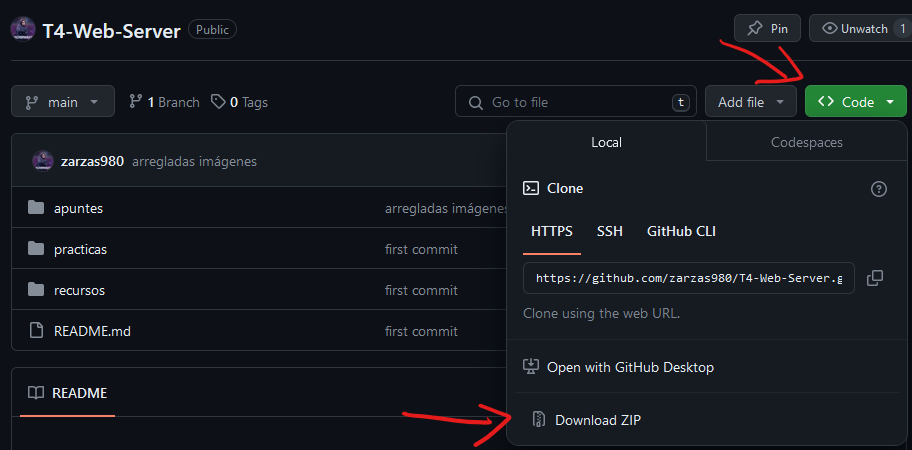 T4-Web-Server Public
Pin
Unwatch 1
main
1 Branch
0 Tags
Go to file t
Add file
Code
zarzas980 arregladas imágenes
apuntes arregladas imágenes
practicas first commit
recursos first commit
README.md first commit
README
Local
Codespaces
Clone
HTTPS SSH GitHub CLI
https://github.com/zarzas980/T4-Web-Server.g
Clone using the web URL.
Open with GitHub Desktop
Download ZIP